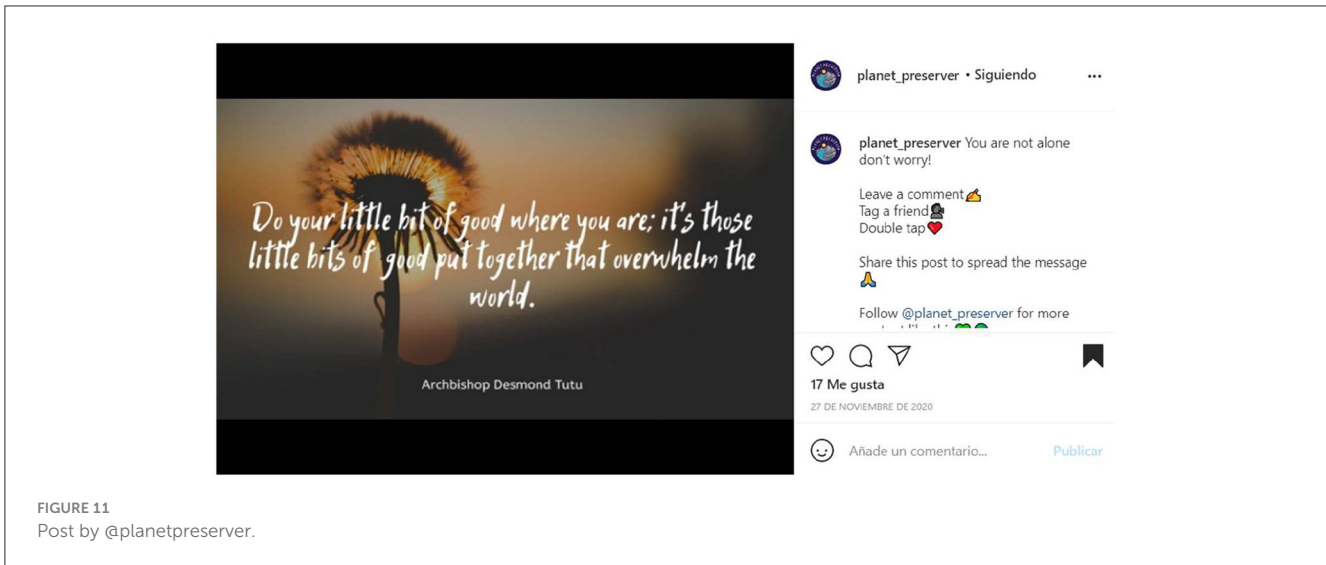 Do your little bit of good where you are; it's those
little bits of good put together that overwhelm the
world.
Archbishop Desmond Tutu
planet_preserver • Siguiendo
planet_preserver You are not alone
don't worry!
Leave a comment✍️
Tag a friend🗣
Double tap❤️
Share this post to spread the message
🙏
Follow @planet_preserver for more
17 Me gusta
27 DE NOVIEMBRE DE 2020
Añade un comentario...
Publicar
FIGURE 11
Post by @planetpreserver.